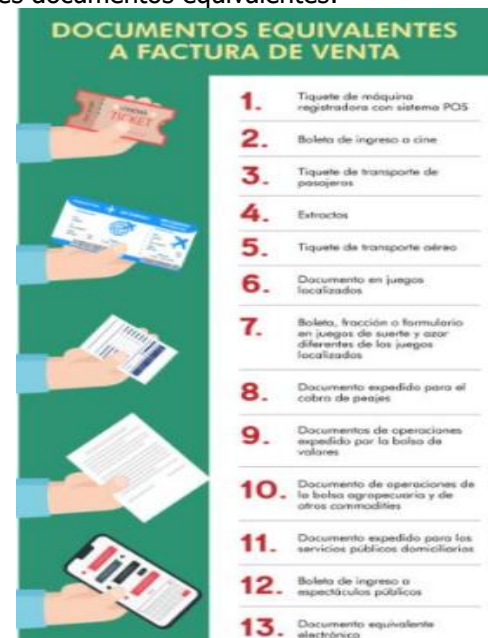 es documentos equivalentes.
DOCUMENTOS EQUIVALENTES
A FACTURA DE VENTA
TICKET
1. Tiquete de máquina
registradora con sistema POS
2. Boleta de ingreso a cine
3. Tiquete de transporte de
pasajeros
4. Extractos
5. Tiquete de transporte aéreo
6. Documento en juegos
localizados
7. Boleta, fracción o formulario
en juegos de suerte y azar
diferentes de los juegos
localizados
8. Documento expedido para el
cobro de peajes
9. Documentos de operaciones
expedido por la bolsa de
valores
10. Documento de operaciones de
la bolsa agropecuaria y de
otros commodities
11. Documento expedido para los
servicios públicos domiciliarios
12. Boleta de ingreso a
espectáculos públicos
13. Documento equivalente
electrónico